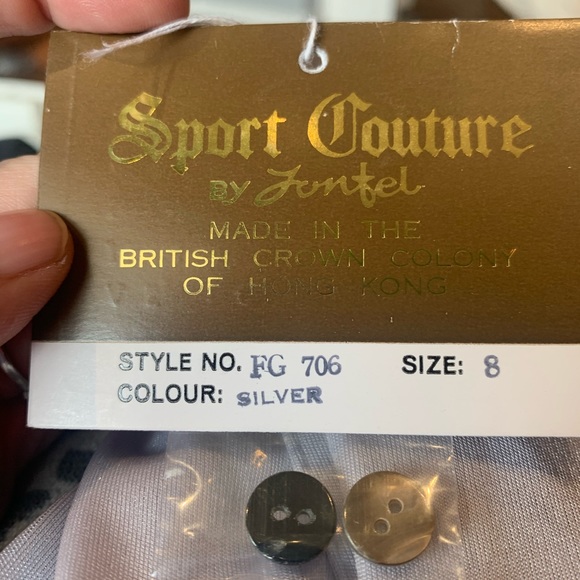 Sport Couture
BY Jontel
MADE IN THE
BRITISH CROWN COLONY
OF HONG KONG
STYLE NO. FG 706 SIZE: 8
COLOUR: SILVER